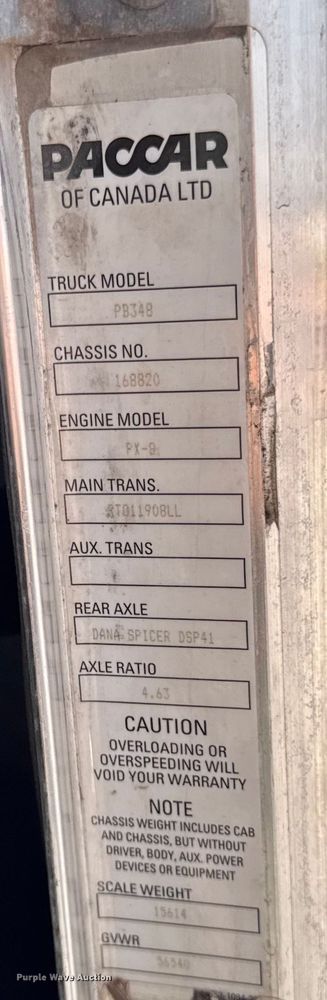 PACCAR
OF CANADA LTD
TRUCK MODEL
PB348
CHASSIS NO.
168820
ENGINE MODEL
PX-8
MAIN TRANS.
RTO11908LL
AUX. TRANS
REAR AXLE
DANA SPICER DSP41
AXLE RATIO
4.63
CAUTION
OVERLOADING OR
OVERSPEEDING WILL
VOID YOUR WARRANTY
NOTE
CHASSIS WEIGHT INCLUDES CAB
AND CHASSIS, BUT WITHOUT
DRIVER, BODY, AUX. POWER
DEVICES OR EQUIPMENT
SCALE WEIGHT
15614
GVWR
56540
Purple Wave Auction